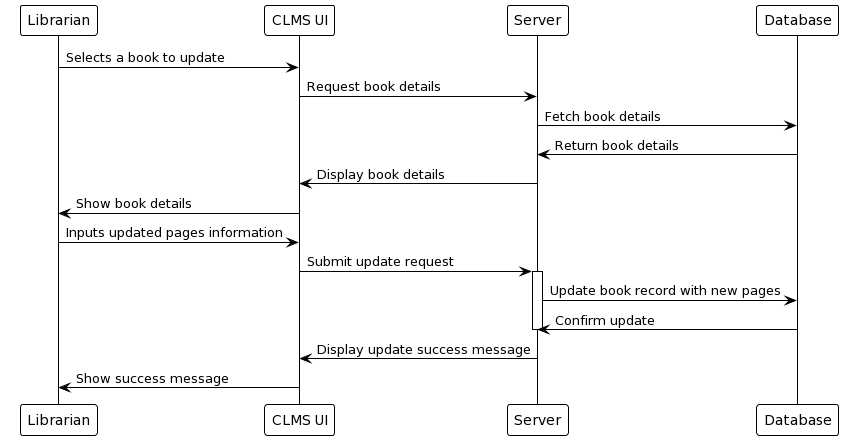 Librarian
CLMS UI
Server
Database
Selects a book to update
Request book details
Fetch book details
Return book details
Display book details
Show book details
Inputs updated pages information
Submit update request
Update book record with new pages
Confirm update
Display update success message
Show success message
Librarian
CLMS UI
Server
Database